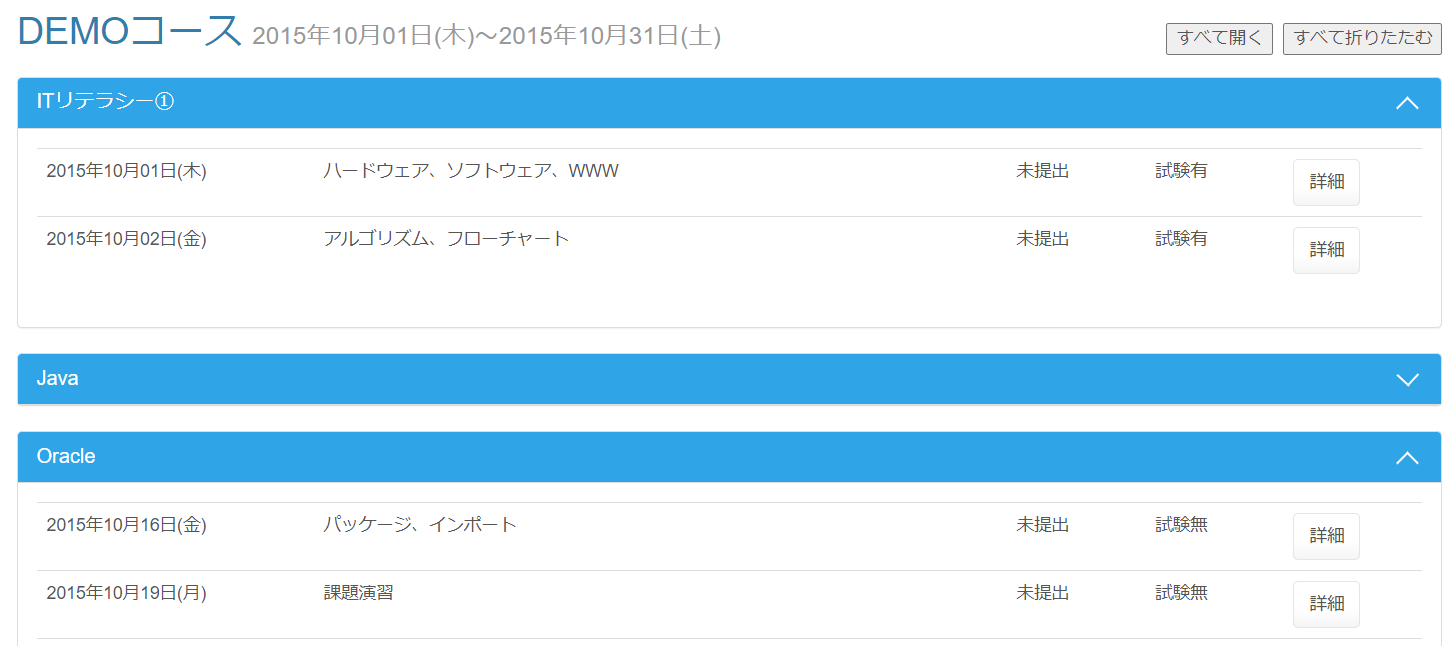 DEMOコース 2015年10月01日(木)～2015年10月31日(土) すべて開く すべて折りたたむ
ITリテラシー①
2015年10月01日(木) ハードウェア、ソフトウェア、WWW 未提出 試験有 詳細
2015年10月02日(金) アルゴリズム、フローチャート 未提出 試験有 詳細
Java
Oracle
2015年10月16日(金) パッケージ、インポート 未提出 試験無 詳細
2015年10月19日(月) 課題演習 未提出 試験無 詳細